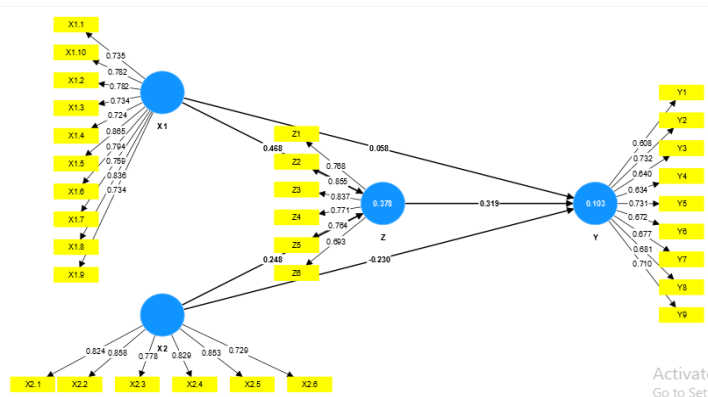 X1.1
X1.10
X1.2
X1.3
X1.4
X1.5
X1.6
X1.7
X1.8
X1.9
0.735
0.782
0.782
0.734
0.724
0.865
0.794
0.759
0.836
0.734
X1
0.468
0.058
Z1
Z2
Z3
Z4
Z5
Z6
0.768
0.855
0.837
0.771
0.764
0.693
0.378
Z
0.319
0.248
-0.230
0.103
Y
Y1
Y2
Y3
Y4
Y5
Y6
Y7
Y8
Y9
0.608
0.732
0.640
0.634
0.731
0.672
0.677
0.681
0.710
X2
0.824
0.858
0.778
0.829
0.853
0.729
X2.1
X2.2
X2.3
X2.4
X2.5
X2.6
Activate
Go to Set